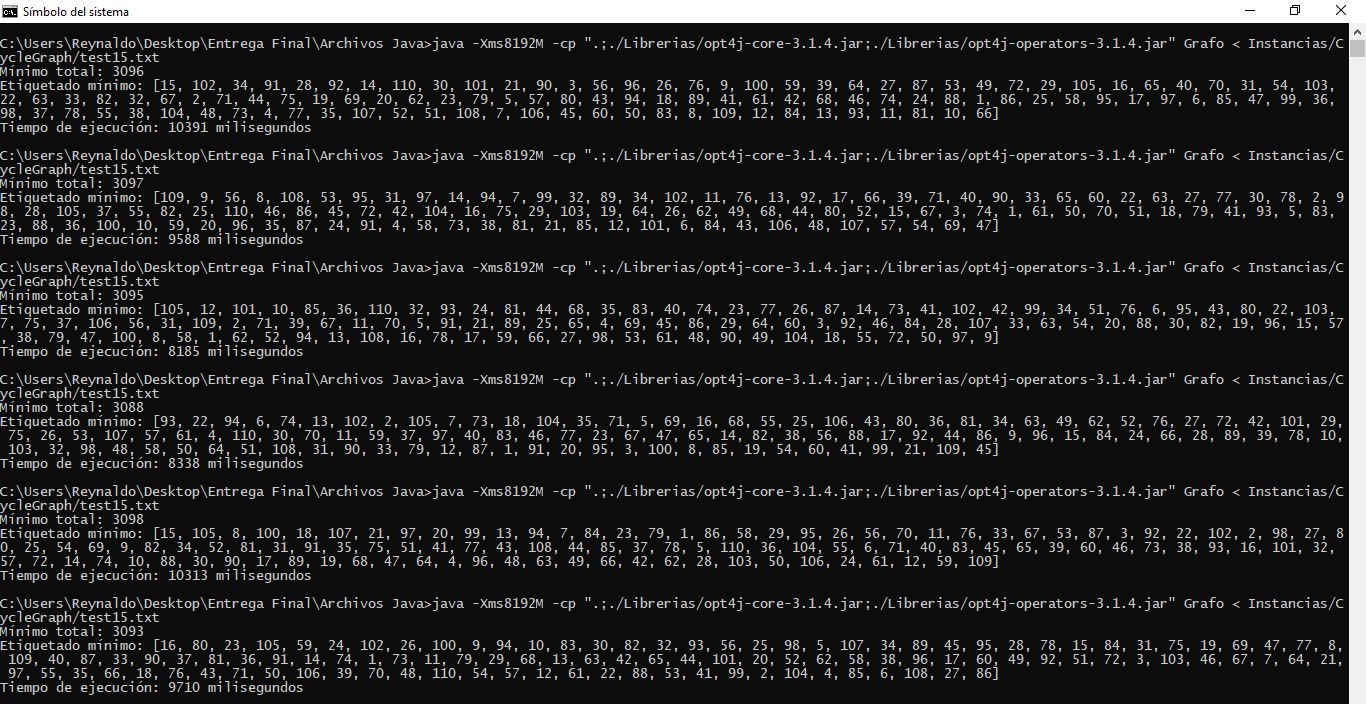 Símbolo del sistema
C:\Users\Reynaldo\Desktop\Entrega Final\Archivos Java>java -Xms8192M -cp ".;./Librerias/opt4j-core-3.1.4.jar;./Librerias/opt4j-operators-3.1.4.jar" Grafo < Instancias/C
ycleGraph/test15.txt
Mínimo total: 3096
Etiquetado mínimo: [15, 102, 34, 91, 28, 92, 14, 110, 30, 101, 21, 90, 3, 56, 96, 26, 76, 9, 100, 59, 39, 64, 27, 87, 53, 49, 72, 29, 105, 16, 65, 40, 70, 31, 54, 103,
22, 63, 33, 82, 32, 67, 2, 71, 44, 75, 19, 69, 20, 62, 23, 79, 5, 57, 80, 43, 94, 18, 89, 41, 61, 42, 68, 46, 74, 24, 88, 1, 86, 25, 58, 95, 17, 97, 6, 85, 47, 99, 36,
98, 37, 78, 55, 38, 104, 48, 73, 4, 77, 35, 107, 52, 51, 108, 7, 106, 45, 60, 50, 83, 8, 109, 12, 84, 13, 93, 11, 81, 10, 66]
Tiempo de ejecución: 10391 milisegundos
C:\Users\Reynaldo\Desktop\Entrega Final\Archivos Java>java -Xms8192M -cp ".;./Librerias/opt4j-core-3.1.4.jar;./Librerias/opt4j-operators-3.1.4.jar" Grafo < Instancias/C
ycleGraph/test15.txt
Mínimo total: 3097
Etiquetado mínimo: [109, 9, 56, 8, 108, 53, 95, 31, 97, 14, 94, 7, 99, 32, 89, 34, 102, 11, 76, 13, 92, 17, 66, 39, 71, 40, 90, 33, 65, 60, 22, 63, 27, 77, 30, 78, 2, 9
8, 28, 105, 37, 55, 82, 25, 110, 46, 86, 45, 72, 42, 104, 16, 75, 29, 103, 19, 64, 26, 62, 49, 68, 44, 80, 52, 15, 67, 3, 74, 1, 61, 50, 70, 51, 18, 79, 41, 93, 5, 83,
23, 88, 36, 100, 10, 59, 20, 96, 35, 87, 24, 91, 4, 58, 73, 38, 81, 21, 85, 12, 101, 6, 84, 43, 106, 48, 107, 57, 54, 69, 47]
Tiempo de ejecución: 9588 milisegundos
C:\Users\Reynaldo\Desktop\Entrega Final\Archivos Java>java -Xms8192M -cp ".;./Librerias/opt4j-core-3.1.4.jar;./Librerias/opt4j-operators-3.1.4.jar" Grafo < Instancias/C
ycleGraph/test15.txt
Mínimo total: 3095
Etiquetado mínimo: [105, 12, 101, 10, 85, 36, 110, 32, 93, 24, 81, 44, 68, 35, 83, 40, 74, 23, 77, 26, 87, 14, 73, 41, 102, 42, 99, 34, 51, 76, 6, 95, 43, 80, 22, 103,
7, 75, 37, 106, 56, 31, 109, 2, 71, 39, 67, 11, 70, 5, 91, 21, 89, 25, 65, 4, 69, 45, 86, 29, 64, 60, 3, 92, 46, 84, 28, 107, 33, 63, 54, 20, 88, 30, 82, 19, 96, 15, 57
, 38, 79, 47, 100, 8, 58, 1, 62, 52, 94, 13, 108, 16, 78, 17, 59, 66, 27, 98, 53, 61, 48, 90, 49, 104, 18, 55, 72, 50, 97, 9]
Tiempo de ejecución: 8185 milisegundos
C:\Users\Reynaldo\Desktop\Entrega Final\Archivos Java>java -Xms8192M -cp ".;./Librerias/opt4j-core-3.1.4.jar;./Librerias/opt4j-operators-3.1.4.jar" Grafo < Instancias/C
ycleGraph/test15.txt
Mínimo total: 3088
Etiquetado mínimo: [93, 22, 94, 6, 74, 13, 102, 2, 105, 7, 73, 18, 104, 35, 71, 5, 69, 16, 68, 55, 25, 106, 43, 80, 36, 81, 34, 63, 49, 62, 52, 76, 27, 72, 42, 101, 29,
75, 26, 53, 107, 57, 61, 4, 110, 30, 70, 11, 59, 37, 97, 40, 83, 46, 77, 23, 67, 47, 65, 14, 82, 38, 56, 88, 17, 92, 44, 86, 9, 96, 15, 84, 24, 66, 28, 89, 39, 78, 10,
103, 32, 98, 48, 58, 50, 64, 51, 108, 31, 90, 33, 79, 12, 87, 1, 91, 20, 95, 3, 100, 8, 85, 19, 54, 60, 41, 99, 21, 109, 45]
Tiempo de ejecución: 8338 milisegundos
C:\Users\Reynaldo\Desktop\Entrega Final\Archivos Java>java -Xms8192M -cp ".;./Librerias/opt4j-core-3.1.4.jar;./Librerias/opt4j-operators-3.1.4.jar" Grafo < Instancias/C
ycleGraph/test15.txt
Mínimo total: 3098
Etiquetado mínimo: [15, 105, 8, 100, 18, 107, 21, 97, 20, 99, 13, 94, 7, 84, 23, 79, 1, 86, 58, 29, 95, 26, 56, 70, 11, 76, 33, 67, 53, 87, 3, 92, 22, 102, 2, 98, 27, 8
0, 25, 54, 69, 9, 82, 34, 52, 81, 31, 91, 35, 75, 51, 41, 77, 43, 108, 44, 85, 37, 78, 5, 110, 36, 104, 55, 6, 71, 40, 83, 45, 65, 39, 60, 46, 73, 38, 93, 16, 101, 32,
57, 72, 14, 74, 10, 88, 30, 90, 17, 89, 19, 68, 47, 64, 4, 96, 48, 63, 49, 66, 42, 62, 28, 103, 50, 106, 24, 61, 12, 59, 109]
Tiempo de ejecución: 10313 milisegundos
C:\Users\Reynaldo\Desktop\Entrega Final\Archivos Java>java -Xms8192M -cp ".;./Librerias/opt4j-core-3.1.4.jar;./Librerias/opt4j-operators-3.1.4.jar" Grafo < Instancias/C
ycleGraph/test15.txt
Mínimo total: 3093
Etiquetado mínimo: [16, 80, 23, 105, 59, 24, 102, 26, 100, 9, 94, 10, 83, 30, 82, 32, 93, 56, 25, 98, 5, 107, 34, 89, 45, 95, 28, 78, 15, 84, 31, 75, 19, 69, 47, 77, 8,
109, 40, 87, 33, 90, 37, 81, 36, 91, 14, 74, 1, 73, 11, 79, 29, 68, 13, 63, 42, 65, 44, 101, 20, 52, 62, 58, 38, 96, 17, 60, 49, 92, 51, 72, 3, 103, 46, 67, 7, 64, 21,
97, 55, 35, 66, 18, 76, 43, 71, 50, 106, 39, 70, 48, 110, 54, 57, 12, 61, 22, 88, 53, 41, 99, 2, 104, 4, 85, 6, 108, 27, 86]
Tiempo de ejecución: 9710 milisegundos